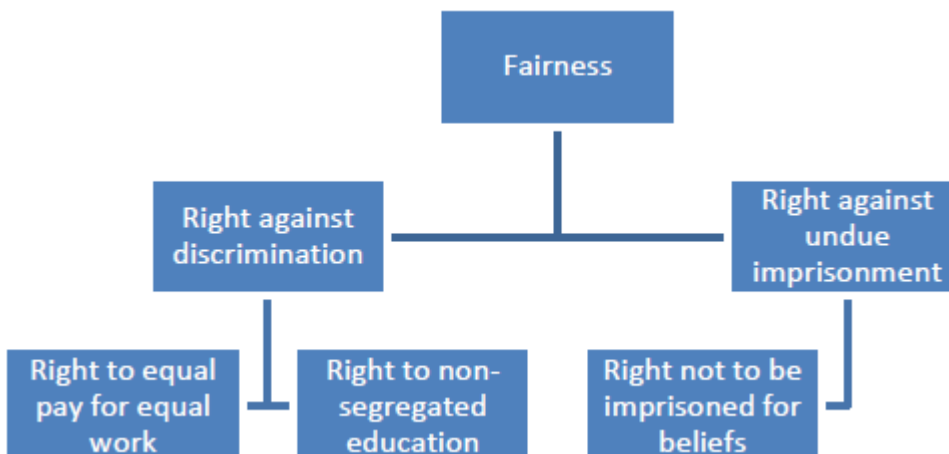 Fairness
Right against
discrimination
Right against
undue
imprisonment
Right to equal
pay for equal
work
Right to non-
segregated
education
Right not to be
imprisoned for
beliefs